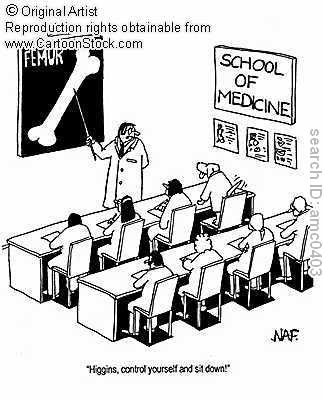 © Original Artist
Reproduction rights obtainable from
www.CartoonStock.com
FEMUR
SCHOOL
OF
MEDICINE
search ID: amc0403
NAF.
"Higgins, control yourself and sit down!"